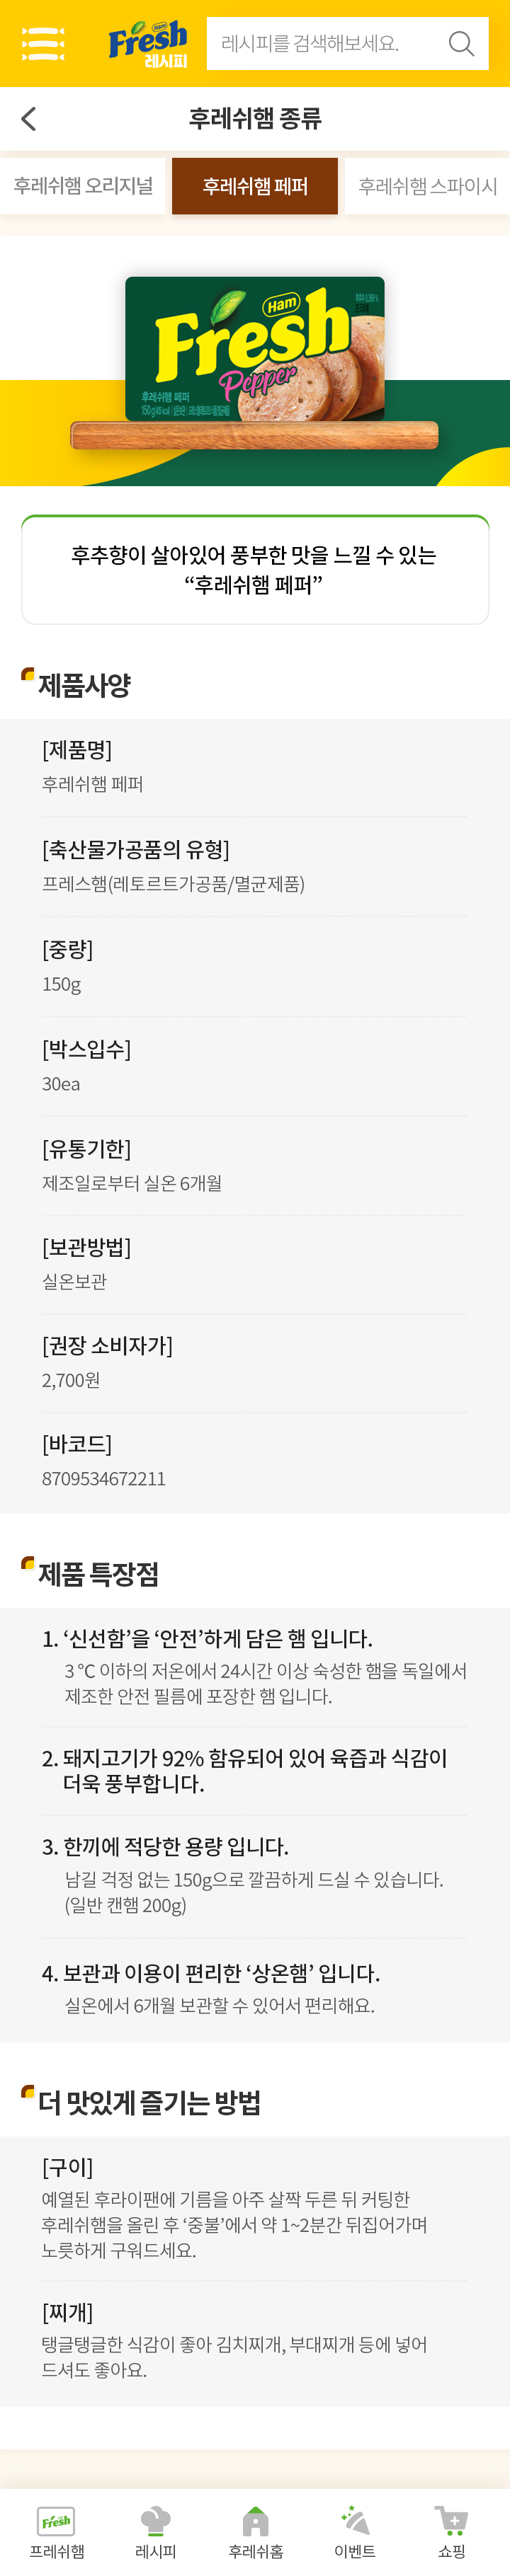 Fresh
레시피
레시피를 검색해보세요.
후레쉬햄 종류
후레쉬햄 오리지널
후레쉬햄 페퍼
후레쉬햄 스파이시
Ham
Fresh
Pepper
후레쉬햄 페퍼
150g
후추향이 살아있어 풍부한 맛을 느낄 수 있는
“후레쉬햄 페퍼”
제품사양
[제품명]
후레쉬햄 페퍼
[축산물가공품의 유형]
프레스햄(레토르트가공품/멸균제품)
[중량]
150g
[박스입수]
30ea
[유통기한]
제조일로부터 실온 6개월
[보관방법]
실온보관
[권장 소비자가]
2,700원
[바코드]
8709534672211
제품 특장점
1. ‘신선함’을 ‘안전’하게 담은 햄 입니다.
3 ℃ 이하의 저온에서 24시간 이상 숙성한 햄을 독일에서
제조한 안전 필름에 포장한 햄 입니다.
2. 돼지고기가 92% 함유되어 있어 육즙과 식감이
더욱 풍부합니다.
3. 한끼에 적당한 용량 입니다.
남길 걱정 없는 150g으로 깔끔하게 드실 수 있습니다.
(일반 캔햄 200g)
4. 보관과 이용이 편리한 ‘상온햄’ 입니다.
실온에서 6개월 보관할 수 있어서 편리해요.
더 맛있게 즐기는 방법
[구이]
예열된 후라이팬에 기름을 아주 살짝 두른 뒤 커팅한
후레쉬햄을 올린 후 ‘중불’에서 약 1~2분간 뒤집어가며
노릇하게 구워드세요.
[찌개]
탱글탱글한 식감이 좋아 김치찌개, 부대찌개 등에 넣어
드셔도 좋아요.
Fresh
프레쉬햄
레시피
후레쉬홈
이벤트
쇼핑